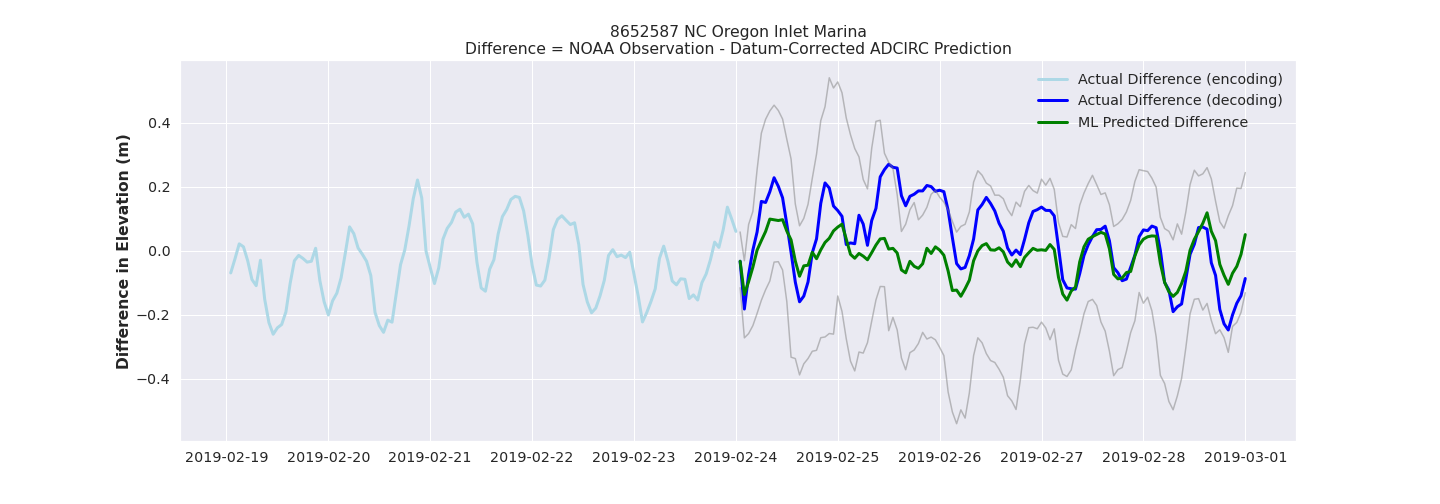 8652587 NC Oregon Inlet Marina
Difference = NOAA Observation - Datum-Corrected ADCIRC Prediction
Actual Difference (encoding)
Actual Difference (decoding)
ML Predicted Difference
Difference in Elevation (m)
0.4
0.2
0.0
−0.2
−0.4
2019-02-19 2019-02-20 2019-02-21 2019-02-22 2019-02-23 2019-02-24 2019-02-25 2019-02-26 2019-02-27 2019-02-28 2019-03-01